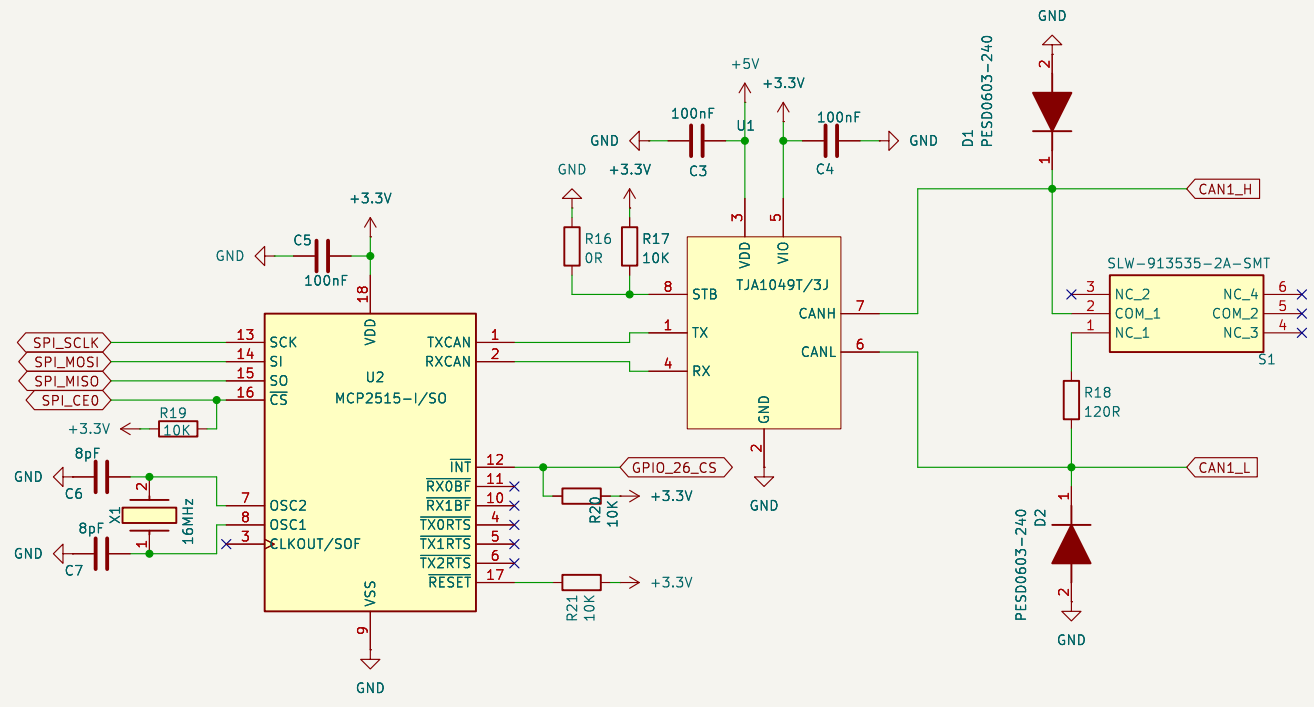 GND
2
D1
PESD0603-240
1
+5V
+3.3V
100nF
U1
100nF
GND
C3
C4
GND
GND
+3.3V
R16
0R
R17
10K
3
5
VDD
VIO
TJA1049T/3J
8
STB
1
TX
4
RX
CANH
7
CANL
6
GND
2
GND
CAN1_H
SLW-913535-2A-SMT
3
NC_2
NC_4
6
2
COM_1
COM_2
5
1
NC_1
NC_3
4
S1
R18
120R
CAN1_L
1
D2
PESD0603-240
2
GND
+3.3V
C5
GND
100nF
18
VDD
SPI_SCLK
13
SCK
TXCAN
1
SPI_MOSI
14
SI
RXCAN
2
SPI_MISO
15
SO
U2
SPI_CE0
16
CS
MCP2515-I/SO
R19
+3.3V
10K
8pF
GND
C6
2
X1
16MHz
1
8pF
GND
C7
7
OSC2
8
OSC1
3
CLKOUT/SOF
INT
12
GPIO_26_CS
RX0BF
11
RX1BF
10
TX0RTS
4
TX1RTS
5
TX2RTS
6
RESET
17
R20
10K
+3.3V
R21
10K
+3.3V
VSS
9
GND